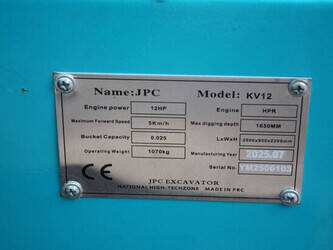 Name: JPC Model: KV12
Engine power 12HP Engine HPR
Maximum Forward Speed 5Km/h Max digging depth 1650MM
Bucket Capacity 0.025 LxWxH 2500x950x2200mm
Operating Weight 1070kg Manufacturing Year 2025.07
Serial No. YM2506103
CE
JPC EXCAVATOR
NATIONAL HIGH-TECHZONE MADE IN PRC